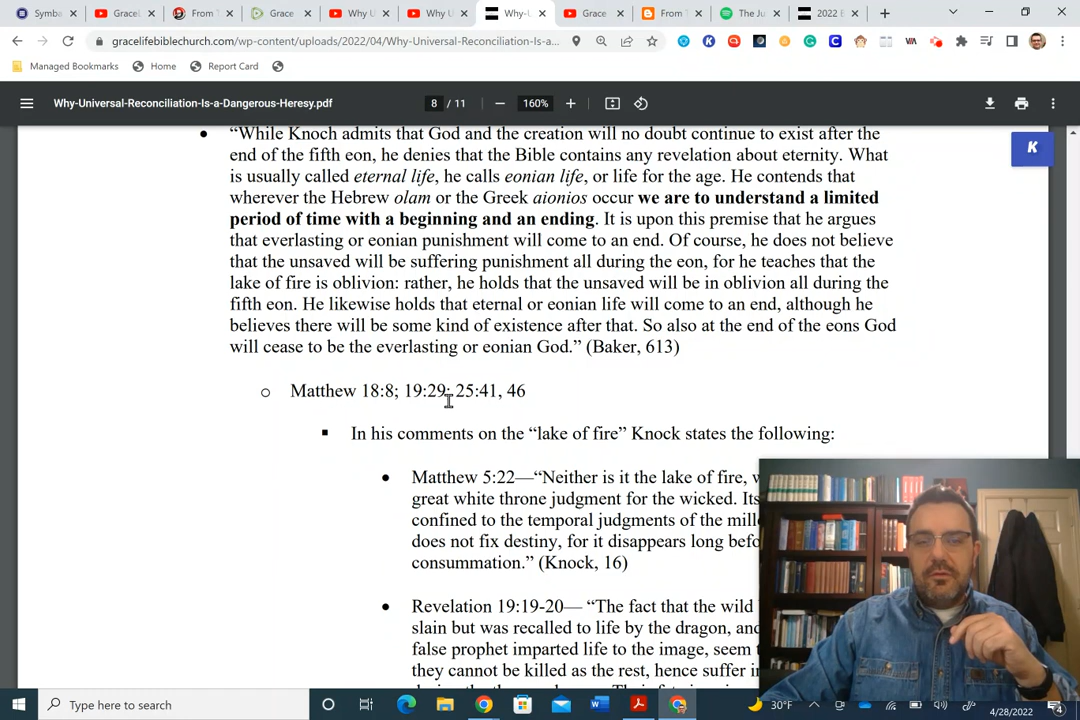 Symba
GraceL
From T
Grace
Why U
Why U
Why-U
Grace
From T
The Ju
2022 B
gracelifebiblechurch.com/wp-content/uploads/2022/04/Why-Universal-Reconciliation-Is-a...
Managed Bookmarks
Home
Report Card
Why-Universal-Reconciliation-Is-a-Dangerous-Heresy.pdf
8 / 11
160%
K
• “While Knoch admits that God and the creation will no doubt continue to exist after the
end of the fifth eon, he denies that the Bible contains any revelation about eternity. What
is usually called eternal life, he calls eonian life, or life for the age. He contends that
wherever the Hebrew olam or the Greek aionios occur we are to understand a limited
period of time with a beginning and an ending. It is upon this premise that he argues
that everlasting or eonian punishment will come to an end. Of course, he does not believe
that the unsaved will be suffering punishment all during the eon, for he teaches that the
lake of fire is oblivion: rather, he holds that the unsaved will be in oblivion all during the
fifth eon. He likewise holds that eternal or eonian life will come to an end, although he
believes there will be some kind of existence after that. So also at the end of the eons God
will cease to be the everlasting or eonian God.” (Baker, 613)
o Matthew 18:8; 19:29; 25:41, 46
▪ In his comments on the “lake of fire” Knock states the following:
• Matthew 5:22—“Neither is it the lake of fire,
great white throne judgment for the wicked. Its
confined to the temporal judgments of the mill
does not fix destiny, for it disappears long befo
consummation.” (Knock, 16)
• Revelation 19:19-20— “The fact that the wild
slain but was recalled to life by the dragon, and
false prophet imparted life to the image, seem
they cannot be killed as the rest, hence suffer in
Type here to search
30°F
4/28/2022
4